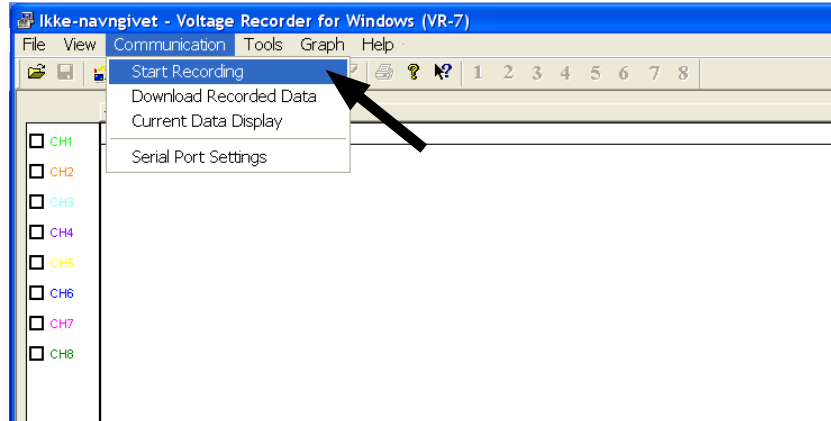 Ikke-navngivet - Voltage Recorder for Windows (VR-7)
File View Communication Tools Graph Help
1 2 3 4 5 6 7 8
Start Recording
Download Recorded Data
Current Data Display
Serial Port Settings
CH1
CH2
CH3
CH4
CH5
CH6
CH7
CH8